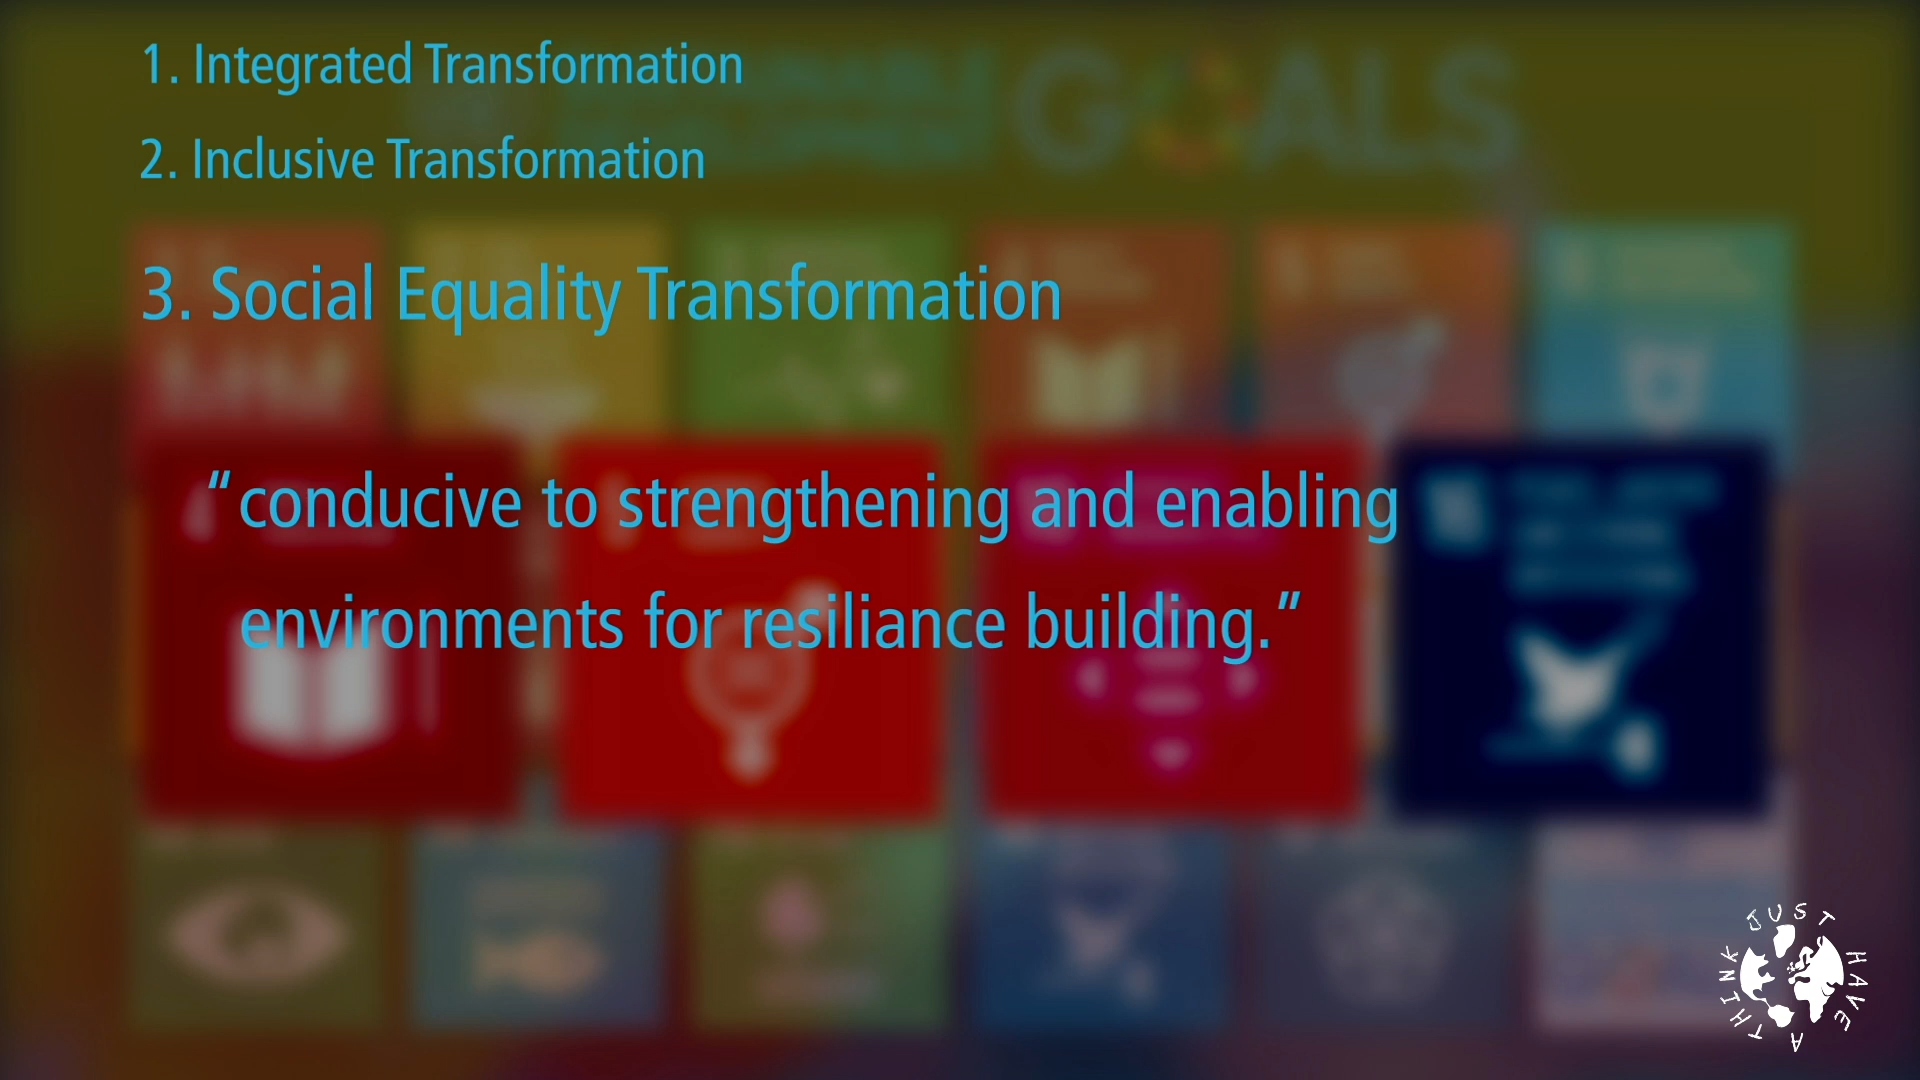 1. Integrated Transformation
GOALS
2. Inclusive Transformation
3. Social Equality Transformation
“conducive to strengthening and enabling
environments for resiliance building.”
JUST HAVE A THINK